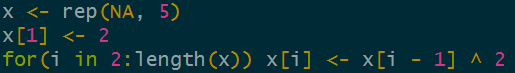 x <- rep(NA, 5)
x[1] <- 2
for(i in 2:length(x)) x[i] <- x[i - 1] ^ 2